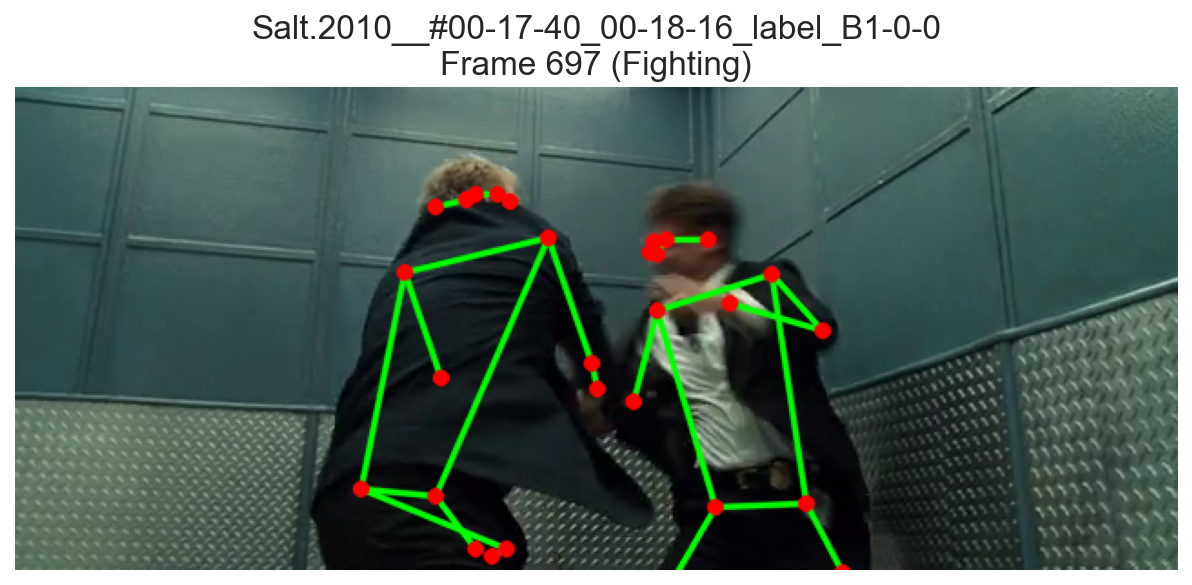 Salt.2010__#00-17-40_00-18-16_label_B1-0-0
Frame 697 (Fighting)